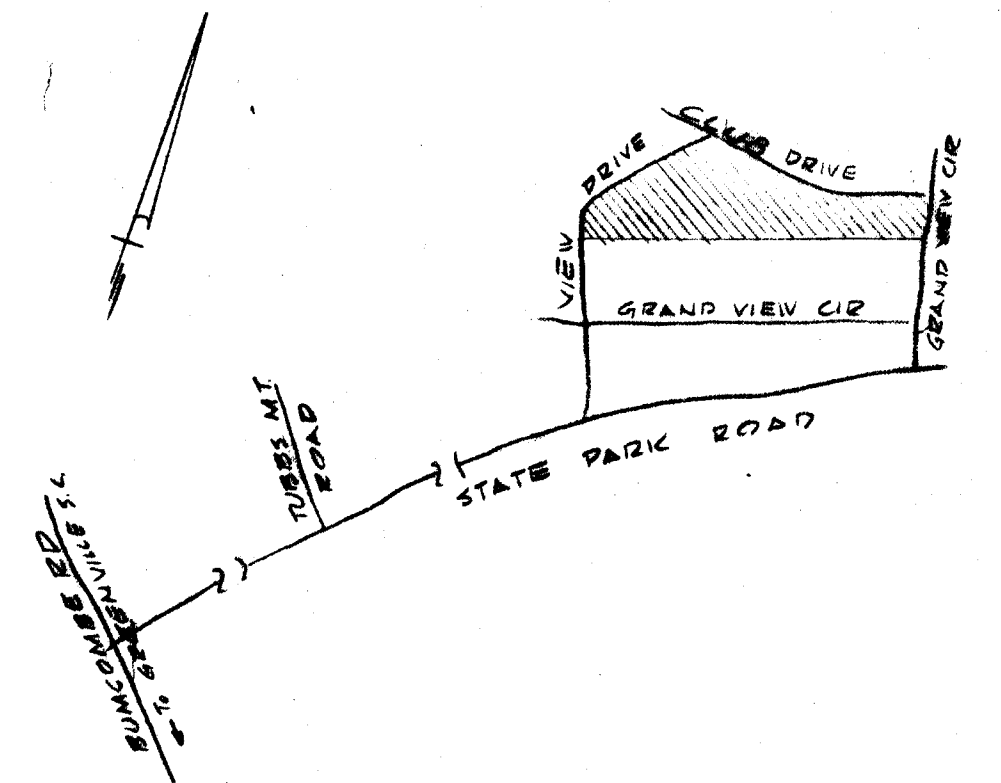 CLUB DRIVE
VIEW DRIVE
GRAND VIEW CIR
GRAND VIEW CIR
STATE PARK ROAD
TUBBS MT.
ROAD
BUMCOMBE RD
← TO GREENVILLE S.C.